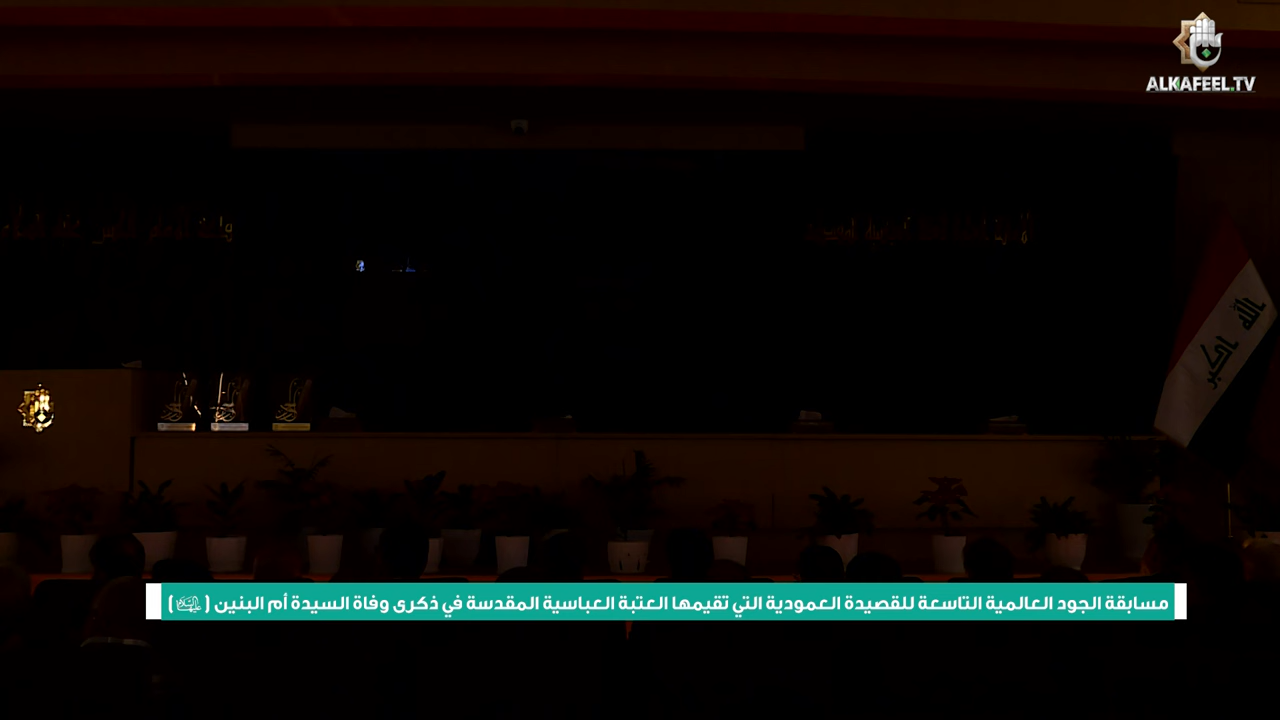 ALKAFEEL.TV
الله
اكبر
مسابقة الجود العالمية التاسعة للقصيدة العمودية التي تقيمها العتبة العباسية المقدسة في ذكرى وفاة السيدة أم البنين ( )